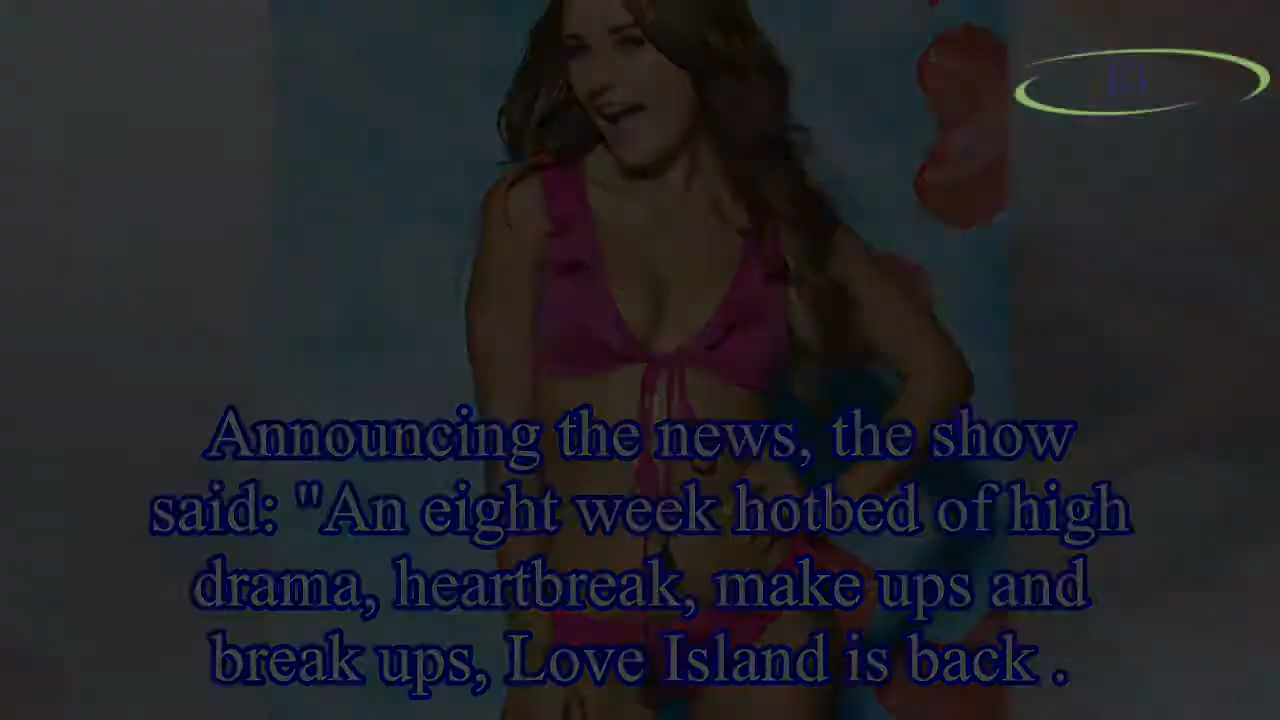 Announcing the news, the show
said: "An eight week hotbed of high
drama, heartbreak, make ups and
break ups, Love Island is back .